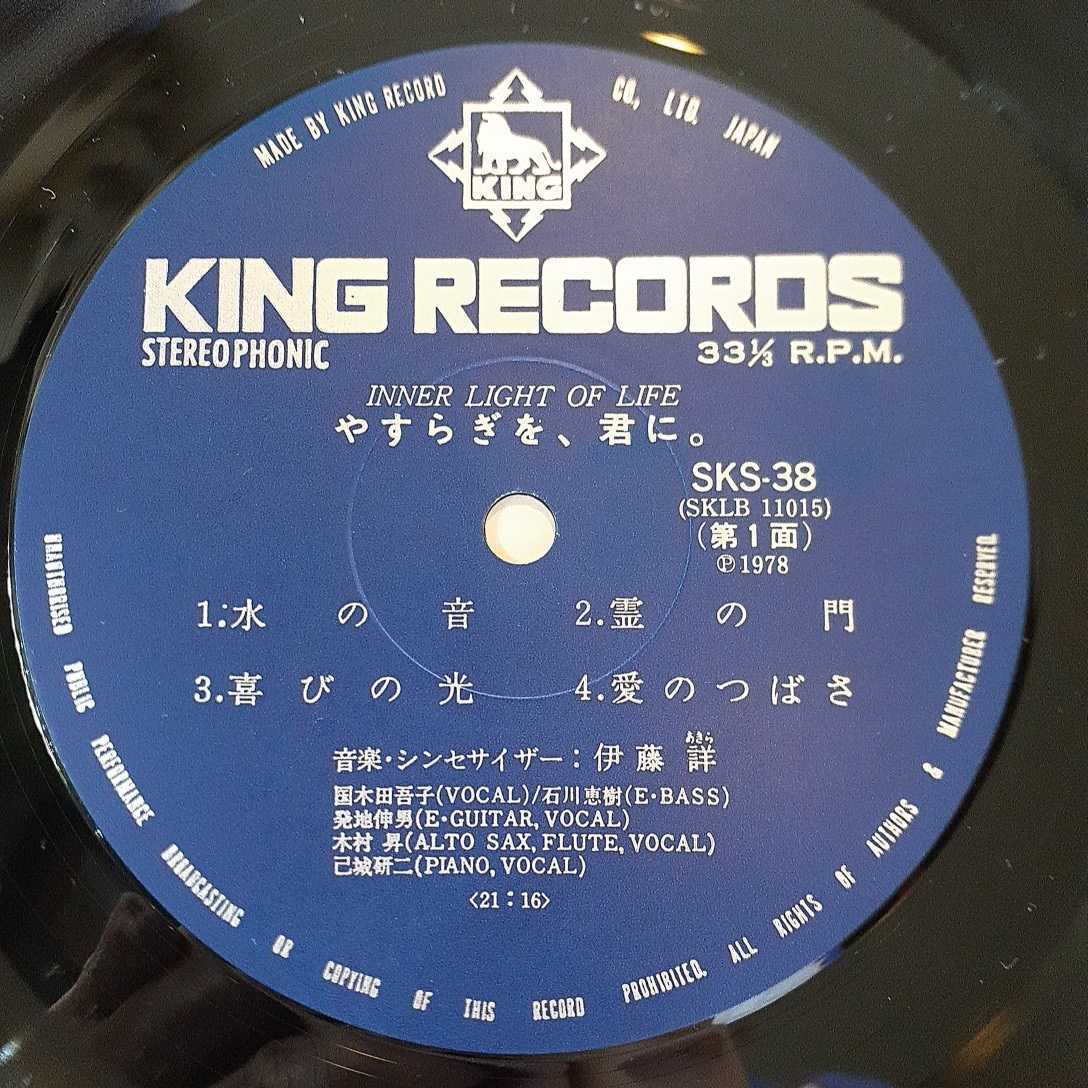 MADE BY KING RECORD CO, LTD, JAPAN
KING
KING RECORDS
STEREOPHONIC
33⅓ R.P.M.
INNER LIGHT OF LIFE
やすらぎを、君に。
SKS-38
(SKLB 11015)
(第1面)
℗1978
1.水の音 2.霊の門
3.喜びの光 4.愛のつばさ
音楽・シンセサイザー：伊藤 詳
あきら
国木田吾子(VOCAL)/石川恵樹(E・BASS)
発地伸男(E・GUITAR, VOCAL)
木村 昇(ALTO SAX, FLUTE, VOCAL)
己城研二(PIANO, VOCAL)
<21：16>
UNAUTHORISED PUBLIC PERFORMANCE BROADCASTING OR COPYING OF THIS RECORD PROHIBITED. ALL RIGHTS OF AUTHORS & MANUFACTURER RESERVED.